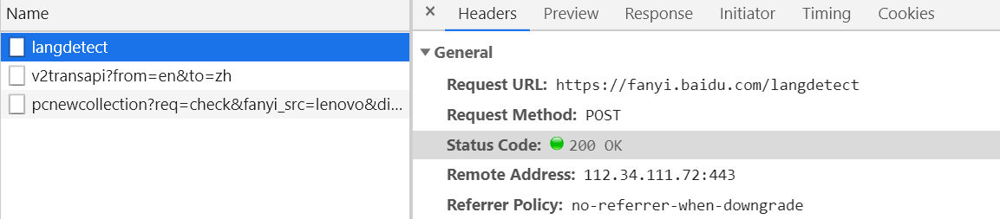 Name
langdetect
v2transapi?from=en&to=zh
pcnewcollection?req=check&fanyi_src=lenovo&di...
× Headers Preview Response Initiator Timing Cookies
▼ General
Request URL: https://fanyi.baidu.com/langdetect
Request Method: POST
Status Code: 200 OK
Remote Address: 112.34.111.72:443
Referrer Policy: no-referrer-when-downgrade